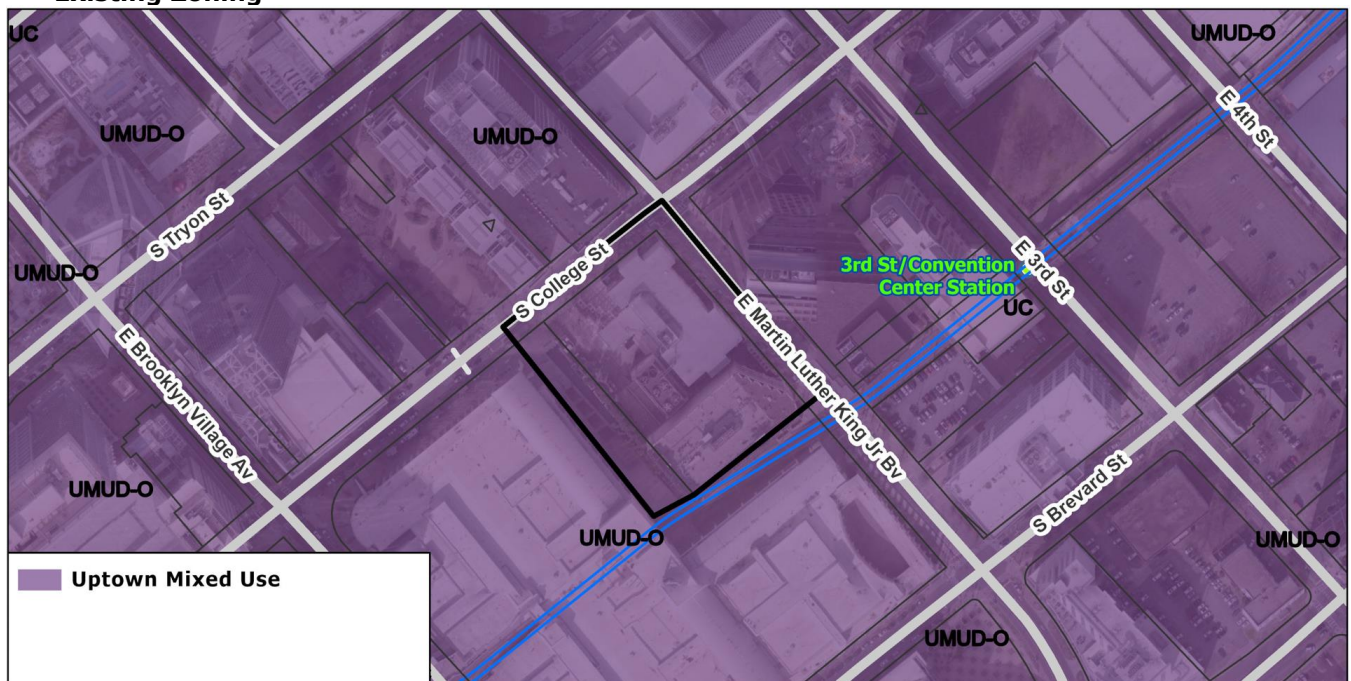 Existing Zoning
UC
UMUD-O
UMUD-O
UMUD-O
E 4th St
S Tryon St
UMUD-O
S College St
3rd St/Convention
Center Station
E 3rd St
UC
E Martin Luther King Jr Bv
E Brooklyn Village Av
UMUD-O
S Brevard St
UMUD-O
UMUD-O
Uptown Mixed Use
UMUD-O